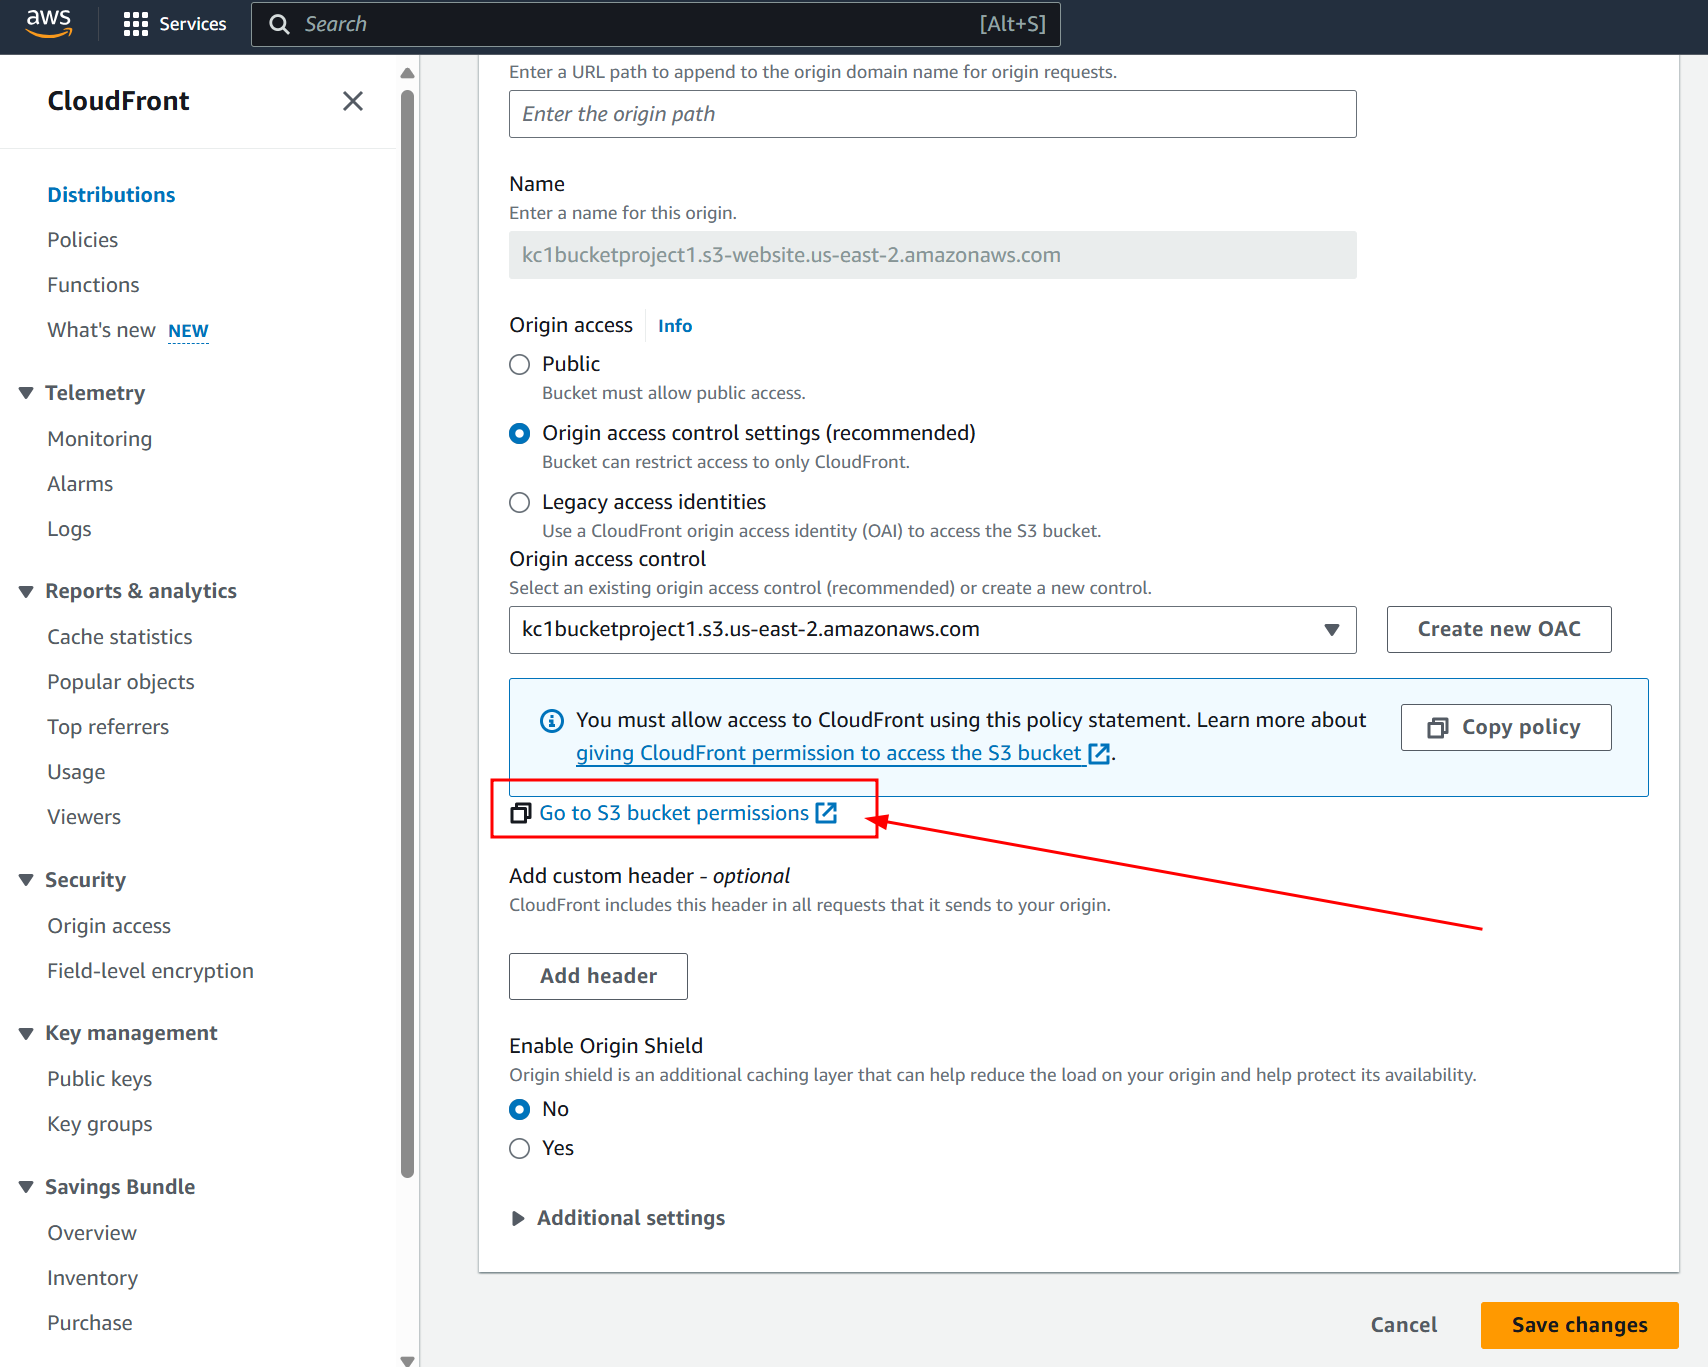 aws Services Search [Alt+S]
CloudFront
Distributions
Policies
Functions
What's new NEW
Telemetry
Monitoring
Alarms
Logs
Reports & analytics
Cache statistics
Popular objects
Top referrers
Usage
Viewers
Security
Origin access
Field-level encryption
Key management
Public keys
Key groups
Savings Bundle
Overview
Inventory
Purchase
Enter a URL path to append to the origin domain name for origin requests.
Enter the origin path
Name
Enter a name for this origin.
kc1bucketproject1.s3-website.us-east-2.amazonaws.com
Origin access Info
Public
Bucket must allow public access.
Origin access control settings (recommended)
Bucket can restrict access to only CloudFront.
Legacy access identities
Use a CloudFront origin access identity (OAI) to access the S3 bucket.
Origin access control
Select an existing origin access control (recommended) or create a new control.
kc1bucketproject1.s3.us-east-2.amazonaws.com
Create new OAC
You must allow access to CloudFront using this policy statement. Learn more about
giving CloudFront permission to access the S3 bucket.
Copy policy
Go to S3 bucket permissions
Add custom header - optional
CloudFront includes this header in all requests that it sends to your origin.
Add header
Enable Origin Shield
Origin shield is an additional caching layer that can help reduce the load on your origin and help protect its availability.
No
Yes
Additional settings
Cancel
Save changes